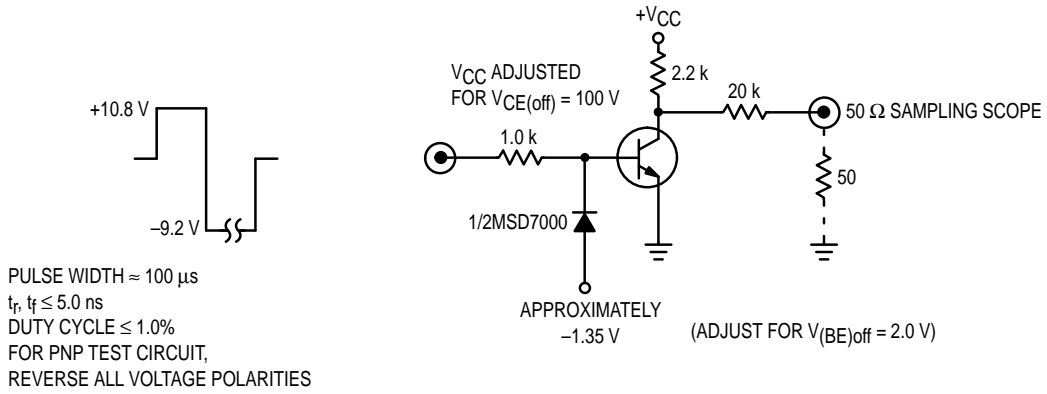 +VCC
VCC ADJUSTED
FOR VCE(off) = 100 V
2.2 k
20 k
50 Ω SAMPLING SCOPE
+10.8 V
1.0 k
50
–9.2 V
1/2MSD7000
PULSE WIDTH ≈ 100 μs
tr, tf ≤ 5.0 ns
DUTY CYCLE ≤ 1.0%
FOR PNP TEST CIRCUIT,
REVERSE ALL VOLTAGE POLARITIES
APPROXIMATELY
–1.35 V
(ADJUST FOR V(BE)off = 2.0 V)